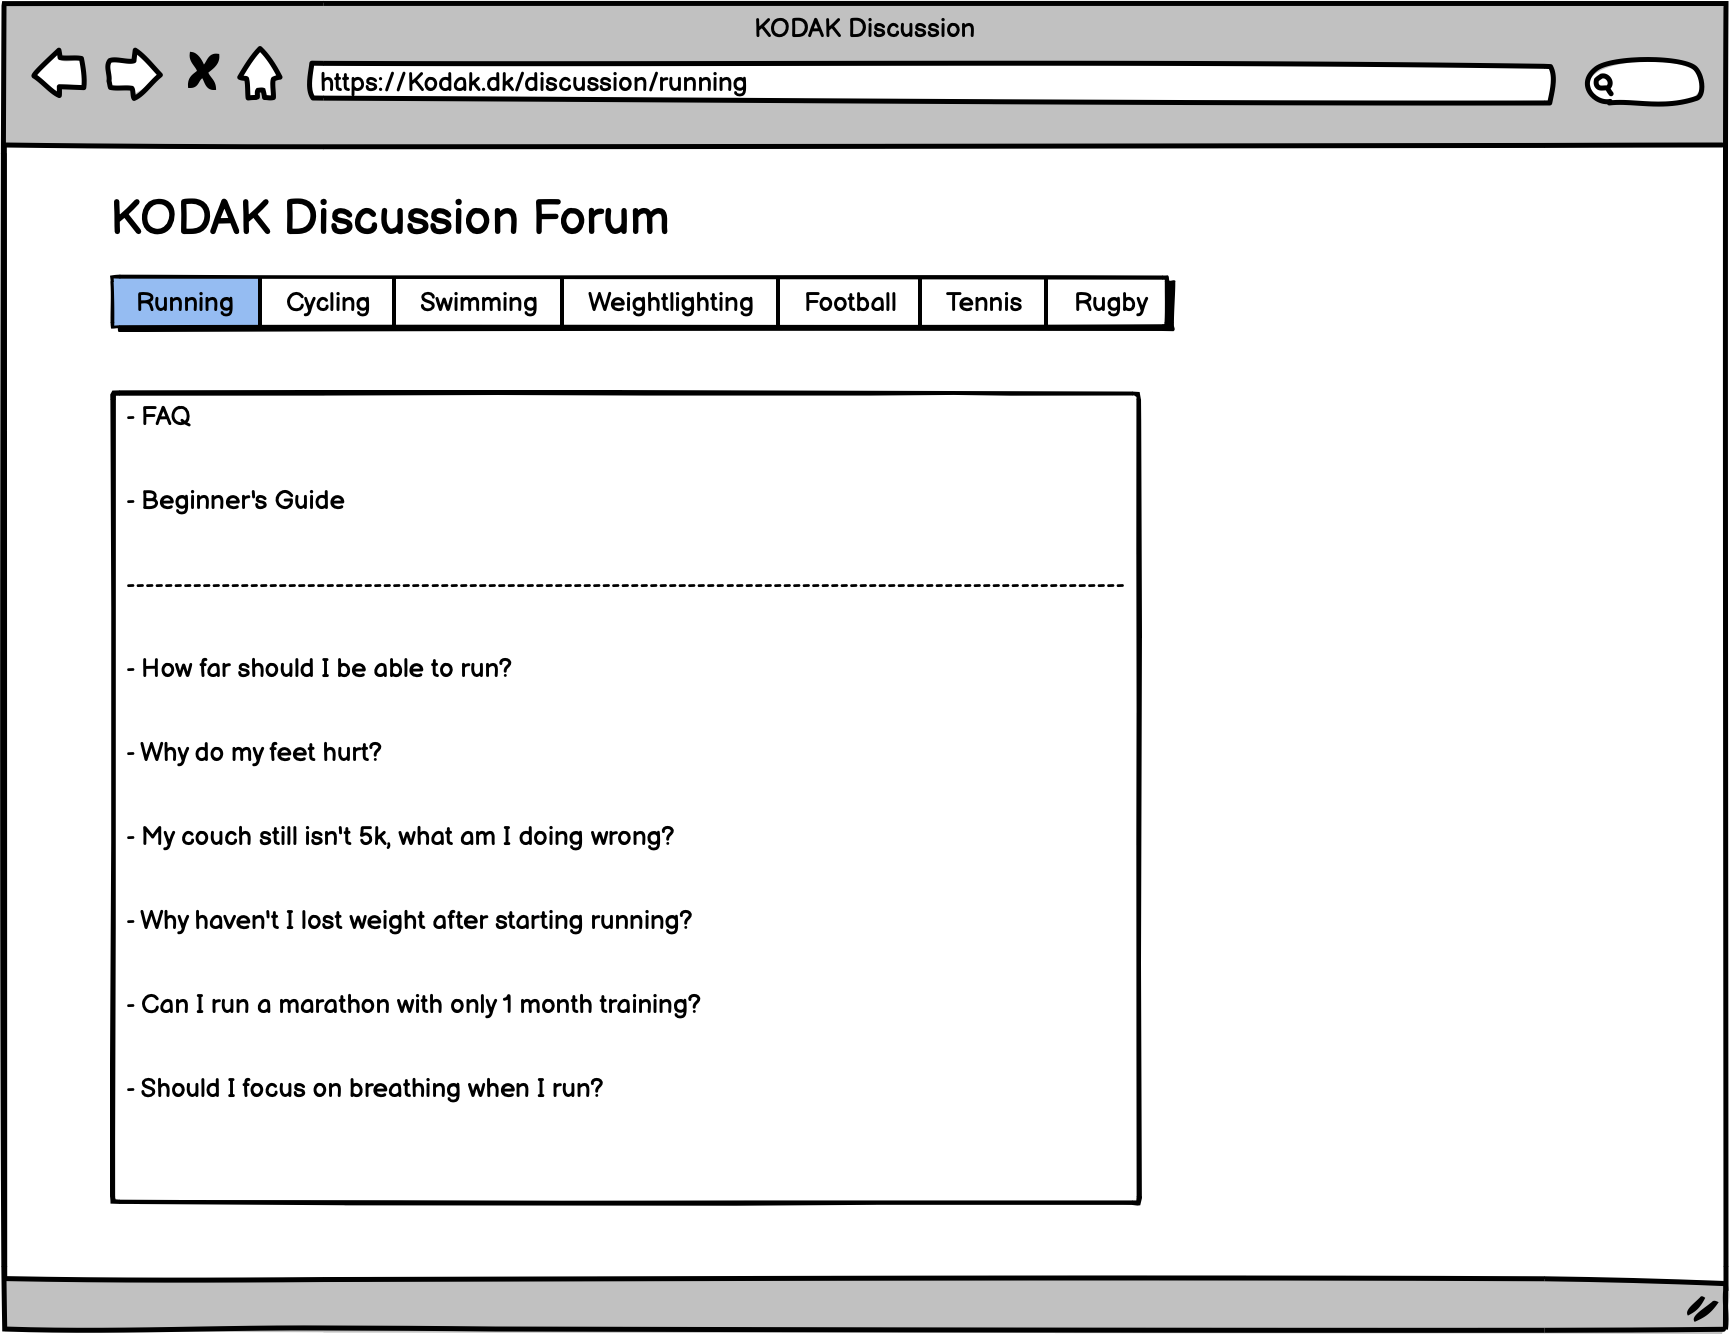 KODAK Discussion
https://Kodak.dk/discussion/running
KODAK Discussion Forum
Running Cycling Swimming Weightlighting Football Tennis Rugby
- FAQ
- Beginner's Guide
- How far should I be able to run?
- Why do my feet hurt?
- My couch still isn't 5k, what am I doing wrong?
- Why haven't I lost weight after starting running?
- Can I run a marathon with only 1 month training?
- Should I focus on breathing when I run?